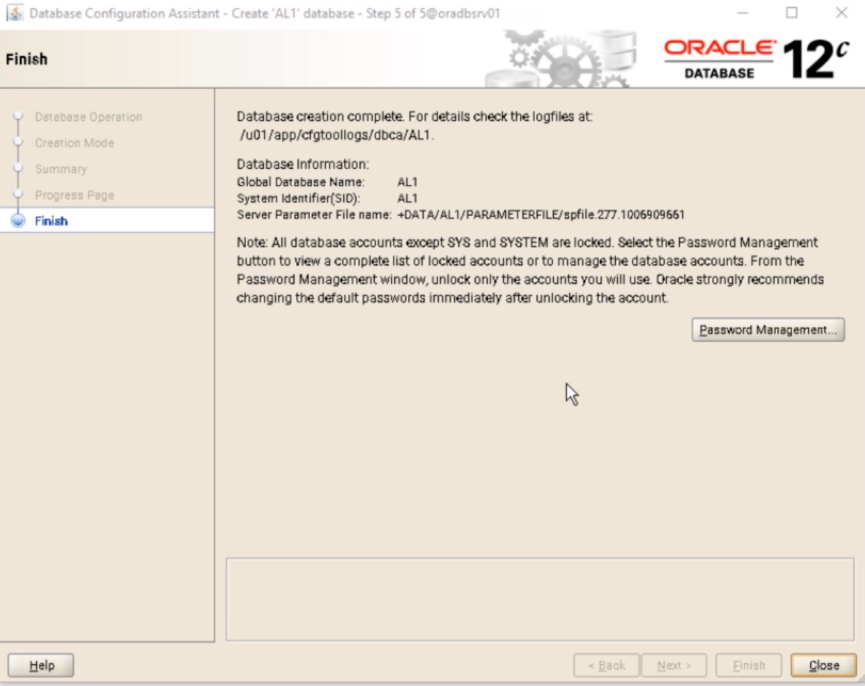 Database Configuration Assistant - Create 'AL1' database - Step 5 of 5@oradbsrv01
Finish
ORACLE
DATABASE
12c
Database Operation
Creation Mode
Summary
Progress Page
Finish
Database creation complete. For details check the logfiles at:
/u01/app/cfgtoollogs/dbca/AL1.
Database Information:
Global Database Name: AL1
System Identifier(SID): AL1
Server Parameter File name: +DATA/AL1/PARAMETERFILE/spfile.277.1006909661
Note: All database accounts except SYS and SYSTEM are locked. Select the Password Management
button to view a complete list of locked accounts or to manage the database accounts. From the
Password Management window, unlock only the accounts you will use. Oracle strongly recommends
changing the default passwords immediately after unlocking the account.
Password Management...
Help
< Back
Next >
Finish
Close